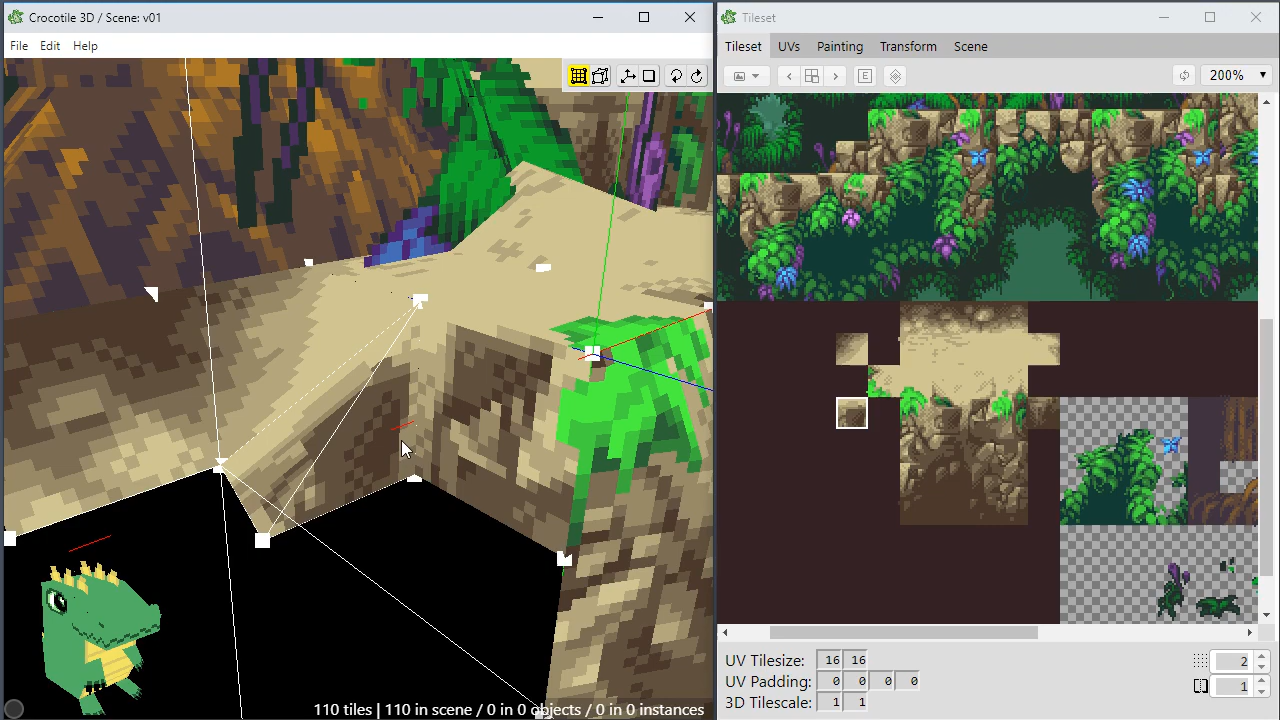 Crocotile 3D / Scene: v01
File Edit Help
110 tiles | 110 in scene / 0 in 0 objects / 0 in 0 instances
Tileset
Tileset UVs Painting Transform Scene
E 200%
UV Tilesize: 16 16
UV Padding: 0 0 0 0
3D Tilescale: 1 1
2
1